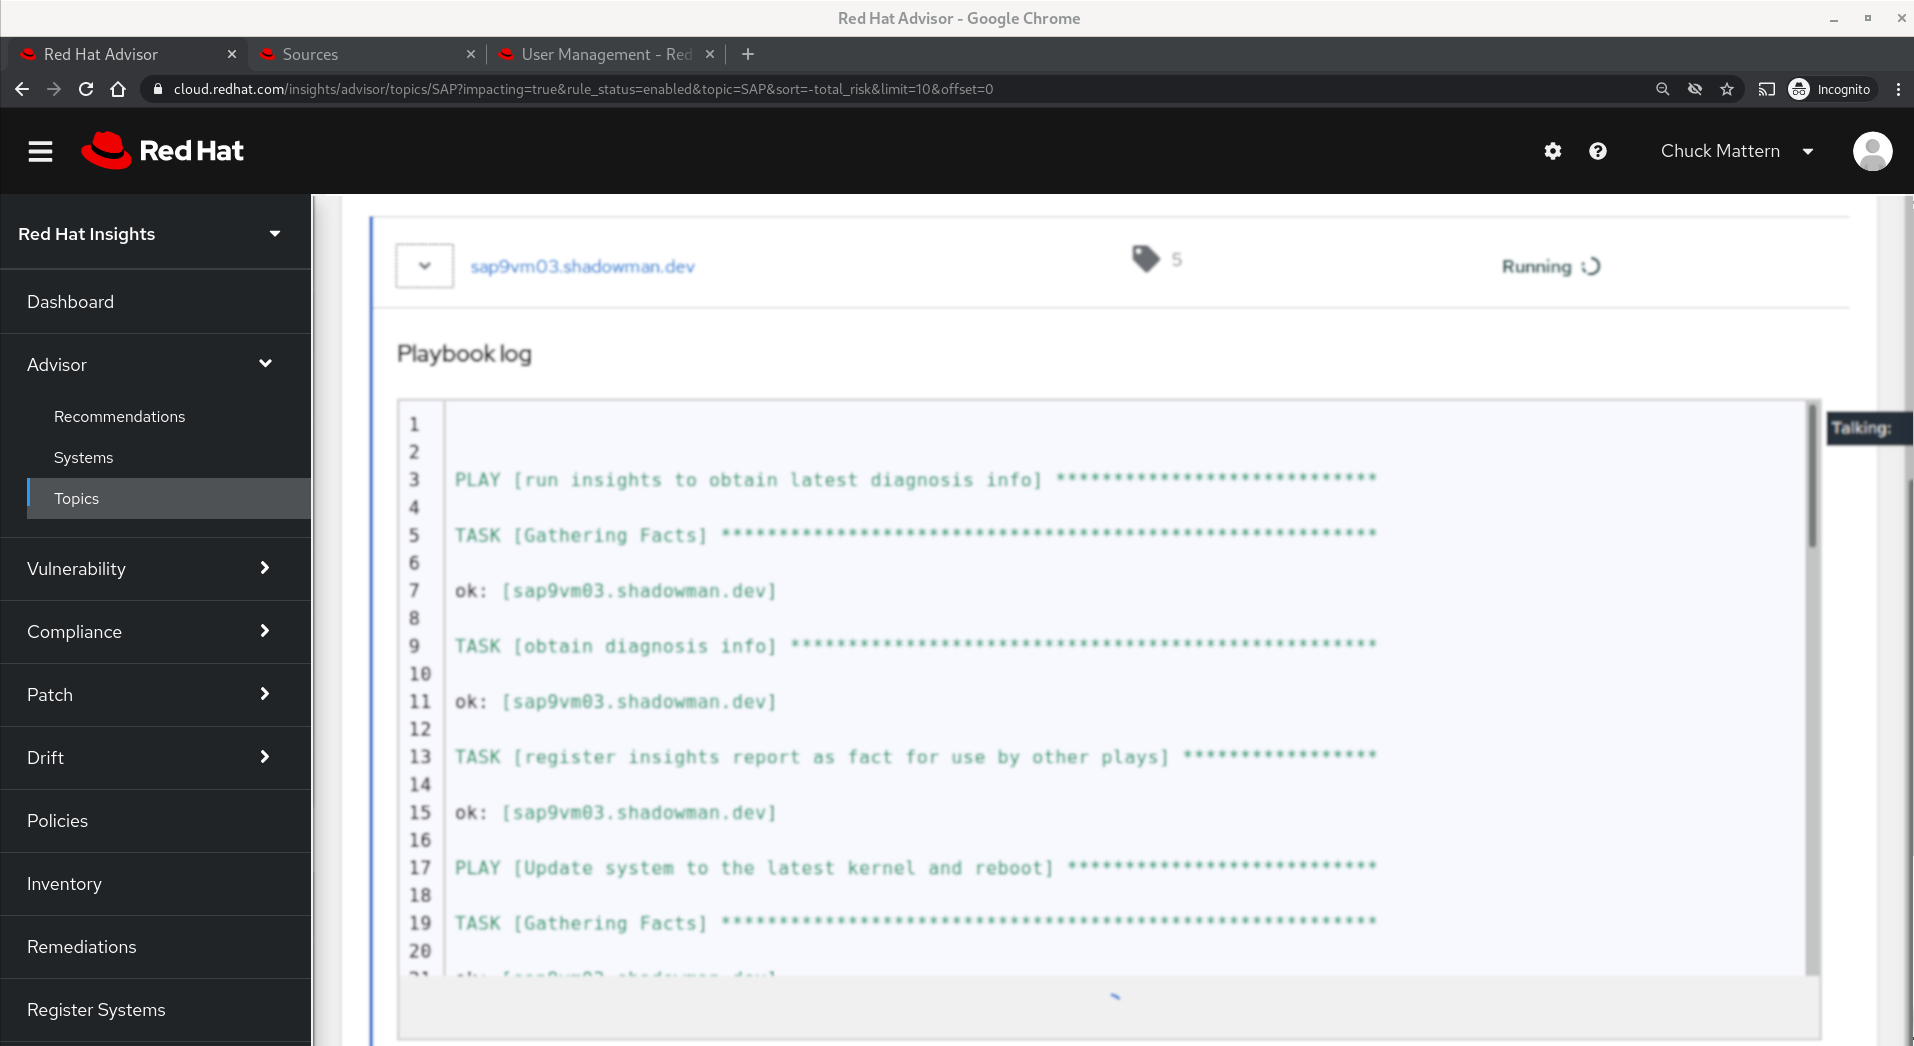 Red Hat Advisor - Google Chrome
Red Hat Advisor
Sources
User Management - Red
cloud.redhat.com/insights/advisor/topics/SAP?impacting=true&rule_status=enabled&topic=SAP&sort=-total_risk&limit=10&offset=0
Incognito
Red Hat
Chuck Mattern
Red Hat Insights
Dashboard
Advisor
Recommendations
Systems
Topics
Vulnerability
Compliance
Patch
Drift
Policies
Inventory
Remediations
Register Systems
sap9vm03.shadowman.dev 5 Running
Playbook log
1
2
3 PLAY [run insights to obtain latest diagnosis info] ****************************
4
5 TASK [Gathering Facts] *********************************************************
6
7 ok: [sap9vm03.shadowman.dev]
8
9 TASK [obtain diagnosis info] ***************************************************
10
11 ok: [sap9vm03.shadowman.dev]
12
13 TASK [register insights report as fact for use by other plays] *****************
14
15 ok: [sap9vm03.shadowman.dev]
16
17 PLAY [Update system to the latest kernel and reboot] ***************************
18
19 TASK [Gathering Facts] *********************************************************
20
21 ok: [sap9vm03.shadowman.dev]
Talking: